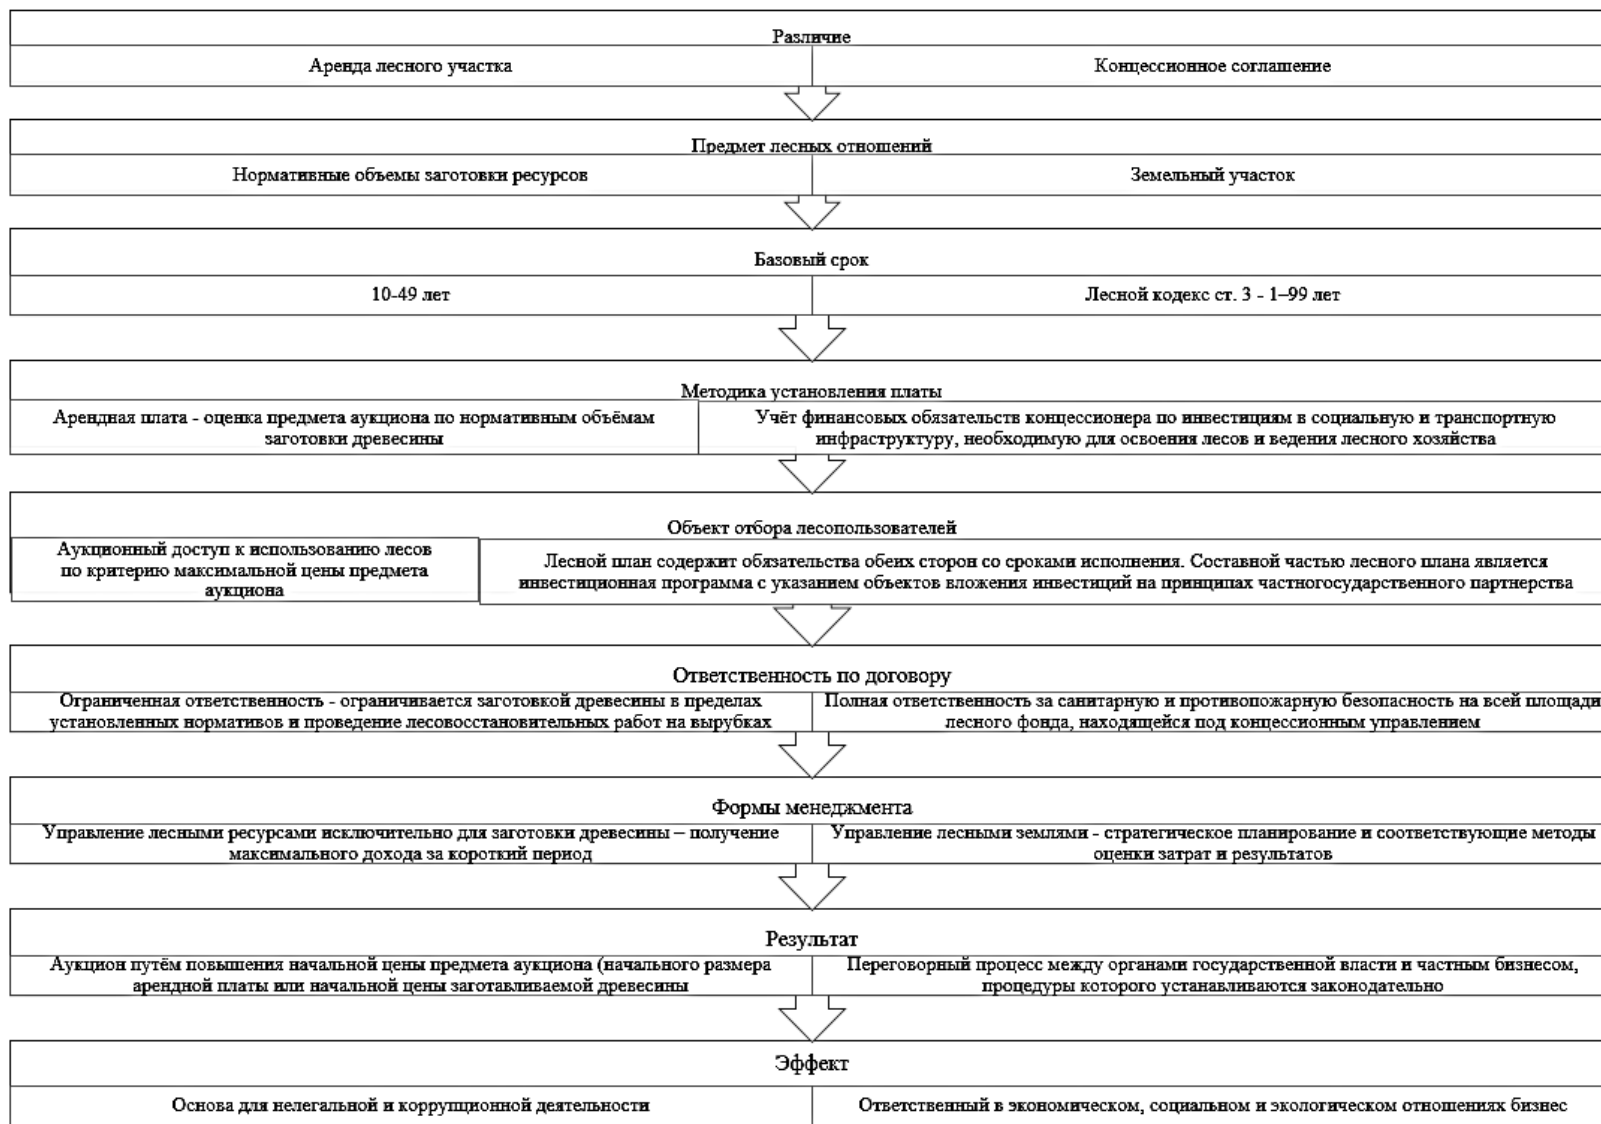 Различие
Аренда лесного участка
Концессионное соглашение
Предмет лесных отношений
Нормативные объемы заготовки ресурсов
Земельный участок
Базовый срок
10-49 лет
Лесной кодекс ст. 3 - 1–99 лет
Методика установления платы
Арендная плата - оценка предмета аукциона по нормативным объёмам
заготовки древесины
Учёт финансовых обязательств концессионера по инвестициям в социальную и транспортную
инфраструктуру, необходимую для освоения лесов и ведения лесного хозяйства
Объект отбора лесопользователей
Аукционный доступ к использованию лесов
по критерию максимальной цены предмета
аукциона
Лесной план содержит обязательства обеих сторон со сроками исполнения. Составной частью лесного плана является
инвестиционная программа с указанием объектов вложения инвестиций на принципах частногосударственного партнерства
Ответственность по договору
Ограниченная ответственность - ограничивается заготовкой древесины в пределах
установленных нормативов и проведение лесовосстановительных работ на вырубках
Полная ответственность за санитарную и противопожарную безопасность на всей площади
лесного фонда, находящейся под концессионным управлением
Формы менеджмента
Управление лесными ресурсами исключительно для заготовки древесины – получение
максимального дохода за короткий период
Управление лесными землями - стратегическое планирование и соответствующие методы
оценки затрат и результатов
Результат
Аукцион путём повышения начальной цены предмета аукциона (начального размера
арендной платы или начальной цены заготавливаемой древесины
Переговорный процесс между органами государственной власти и частным бизнесом,
процедуры которого устанавливаются законодательно
Эффект
Основа для нелегальной и коррупционной деятельности
Ответственный в экономическом, социальном и экологическом отношениях бизнес